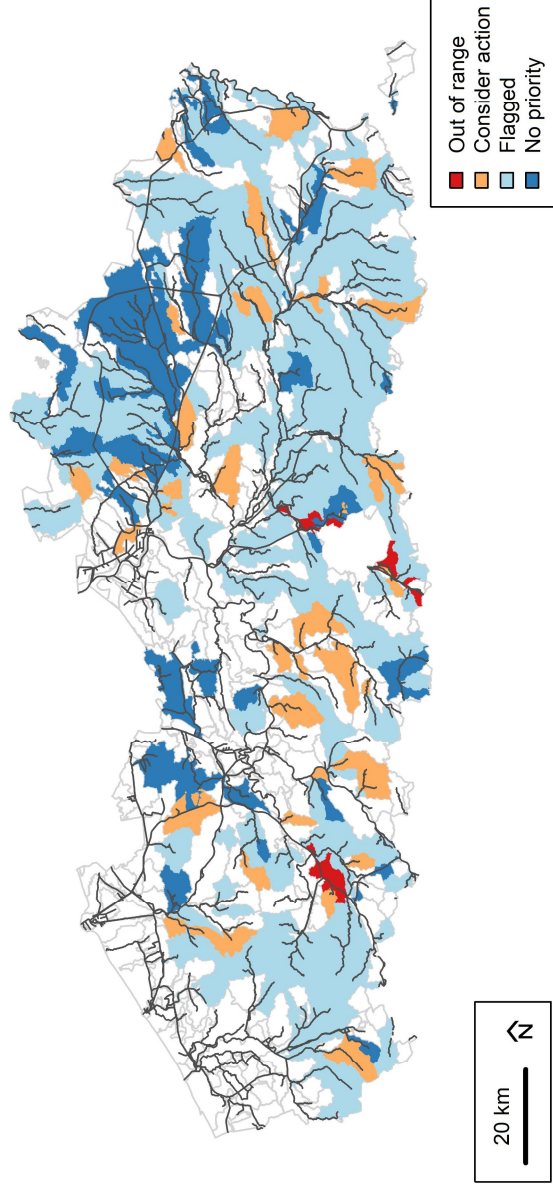 Out of range
Consider action
Flagged
No priority
20 km
N